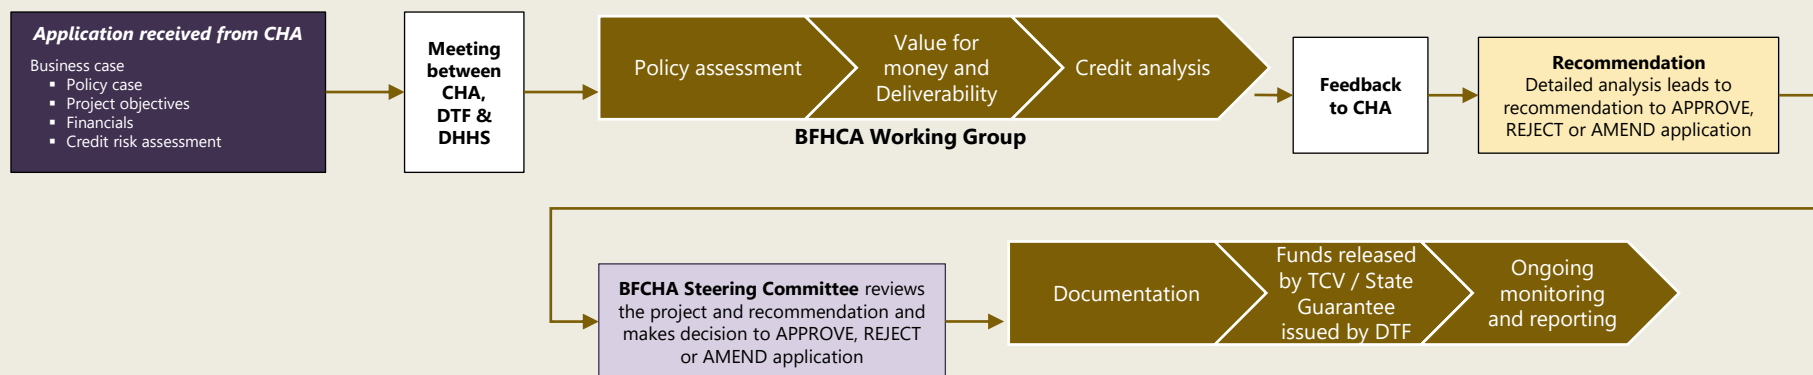 Application received from CHA
Business case
▪ Policy case
▪ Project objectives
▪ Financials
▪ Credit risk assessment
Meeting
between
CHA,
DTF &
DHHS
Policy assessment
Value for
money and
Deliverability
Credit analysis
BFHCA Working Group
Feedback
to CHA
Recommendation
Detailed analysis leads to
recommendation to APPROVE,
REJECT or AMEND application
BFCHA Steering Committee reviews
the project and recommendation and
makes decision to APPROVE, REJECT
or AMEND application
Documentation
Funds released
by TCV / State
Guarantee
issued by DTF
Ongoing
monitoring
and reporting